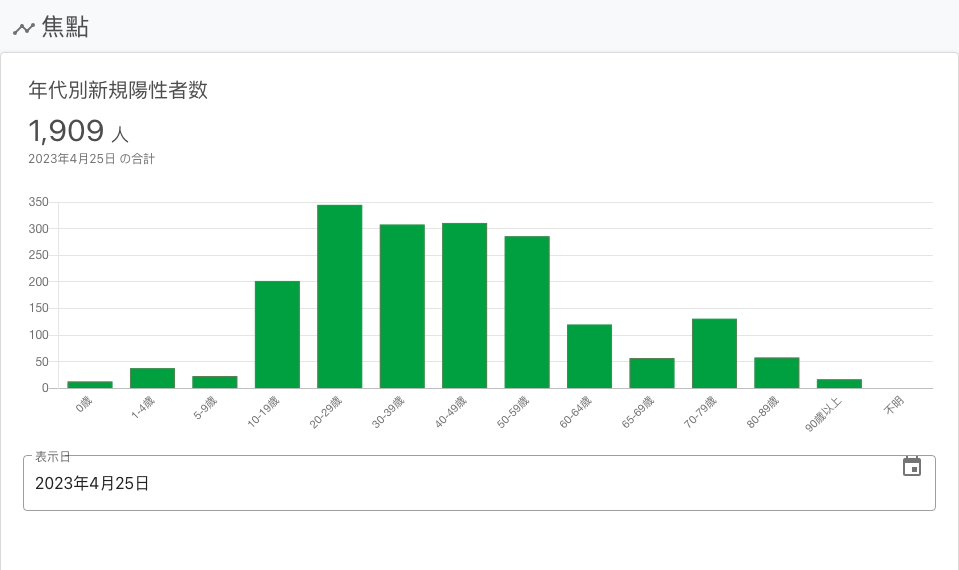 焦點
年代別新規陽性者数
1,909 人
2023年4月25日 の合計
350
300
250
200
150
100
50
0
0歳
1-4歳
5-9歳
10-19歳
20-29歳
30-39歳
40-49歳
50-59歳
60-64歳
65-69歳
70-79歳
80-89歳
90歳以上
不明
表示日
2023年4月25日